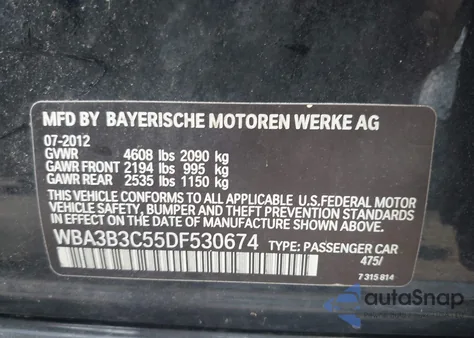 MFD BY BAYERISCHE MOTOREN WERKE AG
07-2012
GVWR 4608 lbs 2090 kg
GAWR FRONT 2194 lbs 995 kg
GAWR REAR 2535 lbs 1150 kg
THIS VEHICLE CONFORMS TO ALL APPLICABLE U.S.FEDERAL MOTOR
VEHICLE SAFETY, BUMPER, AND THEFT PREVENTION STANDARDS IN
EFFECT ON THE DATE OF MANUFACTURE SHOWN ABOVE.
WBA3B3C55DF530674 TYPE: PASSENGER CAR
475/
7 315 814
autaSnap